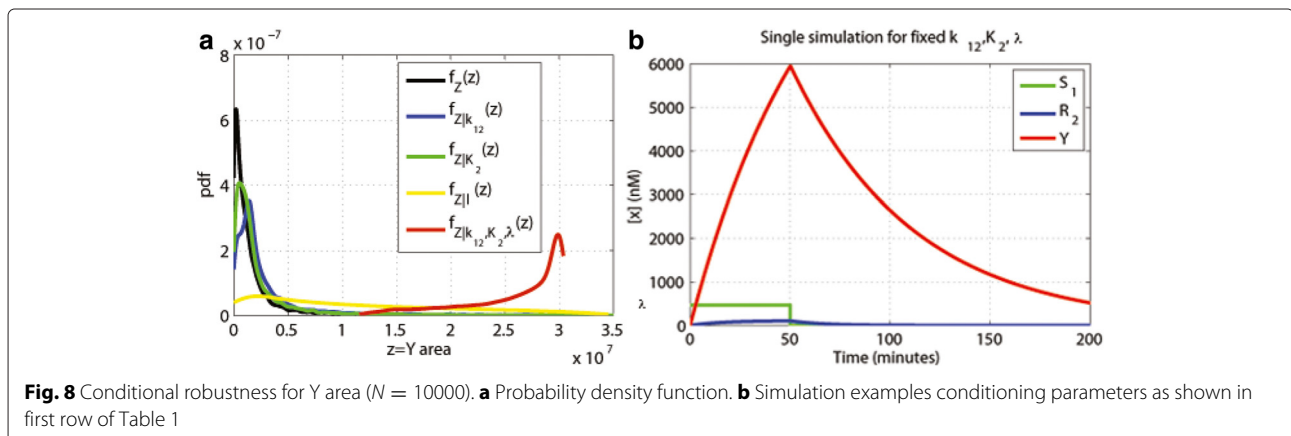 a
x 10⁻⁷
8
6
4
2
0
pdf
0
0.5
1
1.5
2
2.5
3
3.5
z=Y area
x 10⁷
f_Z(z)
f_Z|k_12(z)
f_Z|K_2(z)
f_Z|l(z)
f_Z|k_12,K_2,λ(z)
b
Single simulation for fixed k_12,K_2, λ
6000
5000
4000
3000
2000
1000
0
[x] (nM)
λ
0
50
100
150
200
Time (minutes)
S_1
R_2
Y
Fig. 8 Conditional robustness for Y area (N = 10000). a Probability density function. b Simulation examples conditioning parameters as shown in
first row of Table 1